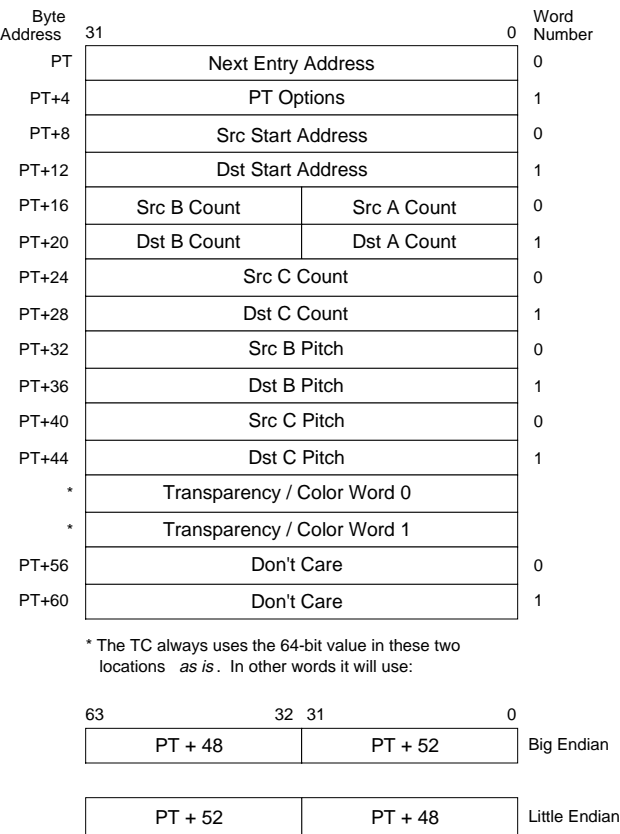 Byte Address 31 0 Word Number
PT Next Entry Address 0
PT+4 PT Options 1
PT+8 Src Start Address 0
PT+12 Dst Start Address 1
PT+16 Src B Count Src A Count 0
PT+20 Dst B Count Dst A Count 1
PT+24 Src C Count 0
PT+28 Dst C Count 1
PT+32 Src B Pitch 0
PT+36 Dst B Pitch 1
PT+40 Src C Pitch 0
PT+44 Dst C Pitch 1
* Transparency / Color Word 0
* Transparency / Color Word 1
PT+56 Don't Care 0
PT+60 Don't Care 1
* The TC always uses the 64-bit value in these two
locations as is. In other words it will use:
63 32 31 0
PT + 48 PT + 52 Big Endian
PT + 52 PT + 48 Little Endian